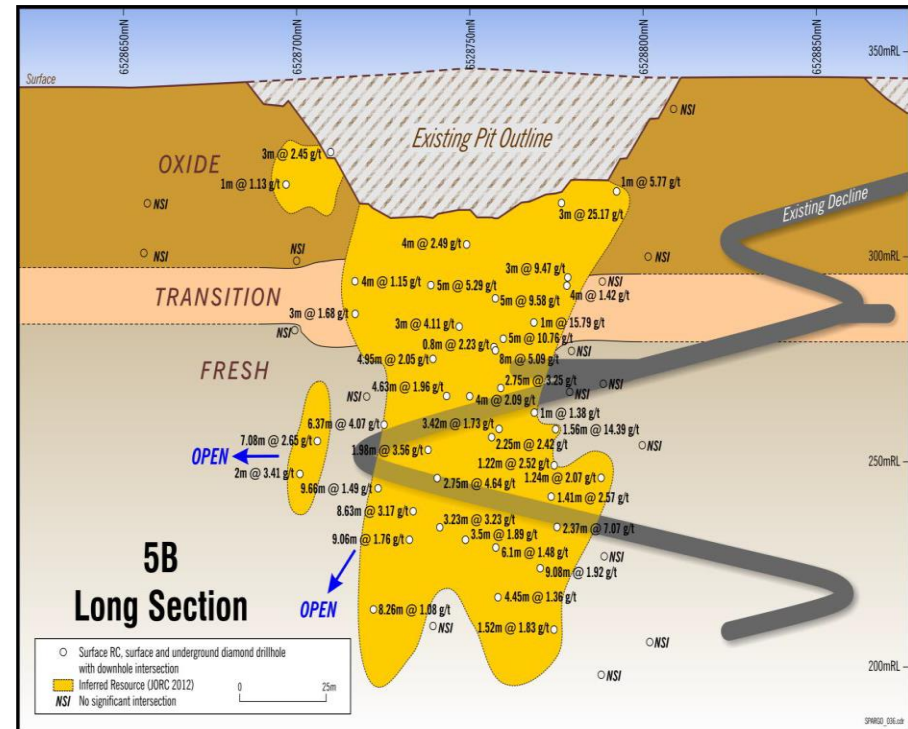 6528650mN
6528700mN
6528750mN
6528800mN
6528850mN
350mRL
Surface
Existing Pit Outline
NSI
OXIDE
3m @ 2.45 g/t
1m @ 1.13 g/t
1m @ 5.77 g/t
3m @ 25.17 g/t
NSI
Existing Decline
4m @ 2.49 g/t
NSI
NSI
NSI
300mRL
3m @ 9.47 g/t
NSI
4m @ 1.15 g/t
5m @ 5.29 g/t
4m @ 1.42 g/t
TRANSITION
5m @ 9.58 g/t
3m @ 1.68 g/t
3m @ 4.11 g/t
1m @ 15.79 g/t
NSI
5m @ 10.76 g/t
0.8m @ 2.23 g/t
NSI
4.95m @ 2.05 g/t
8m @ 5.09 g/t
FRESH
4.63m @ 1.96 g/t
2.75m @ 3.25 g/t
NSI
NSI
NSI
4m @ 2.09 g/t
1m @ 1.38 g/t
6.37m @ 4.07 g/t
3.42m @ 1.73 g/t
1.56m @ 14.39 g/t
7.08m @ 2.65 g/t
2.25m @ 2.42 g/t
NSI
OPEN
1.98m @ 3.56 g/t
250mRL
1.22m @ 2.52 g/t
2m @ 3.41 g/t
2.75m @ 4.64 g/t
1.24m @ 2.07 g/t
9.66m @ 1.49 g/t
1.41m @ 2.57 g/t
8.63m @ 3.17 g/t
3.23m @ 3.23 g/t
2.37m @ 7.07 g/t
9.06m @ 1.76 g/t
3.5m @ 1.89 g/t
6.1m @ 1.48 g/t
NSI
9.08m @ 1.92 g/t
5B
Long Section
OPEN
4.45m @ 1.36 g/t
8.26m @ 1.08 g/t
NSI
1.52m @ 1.83 g/t
NSI
NSI
200mRL
Surface RC, surface and underground diamond drillhole
with downhole intersection
Inferred Resource (JORC 2012)
0 25m
NSI No significant intersection
SPARGO_036.cdr